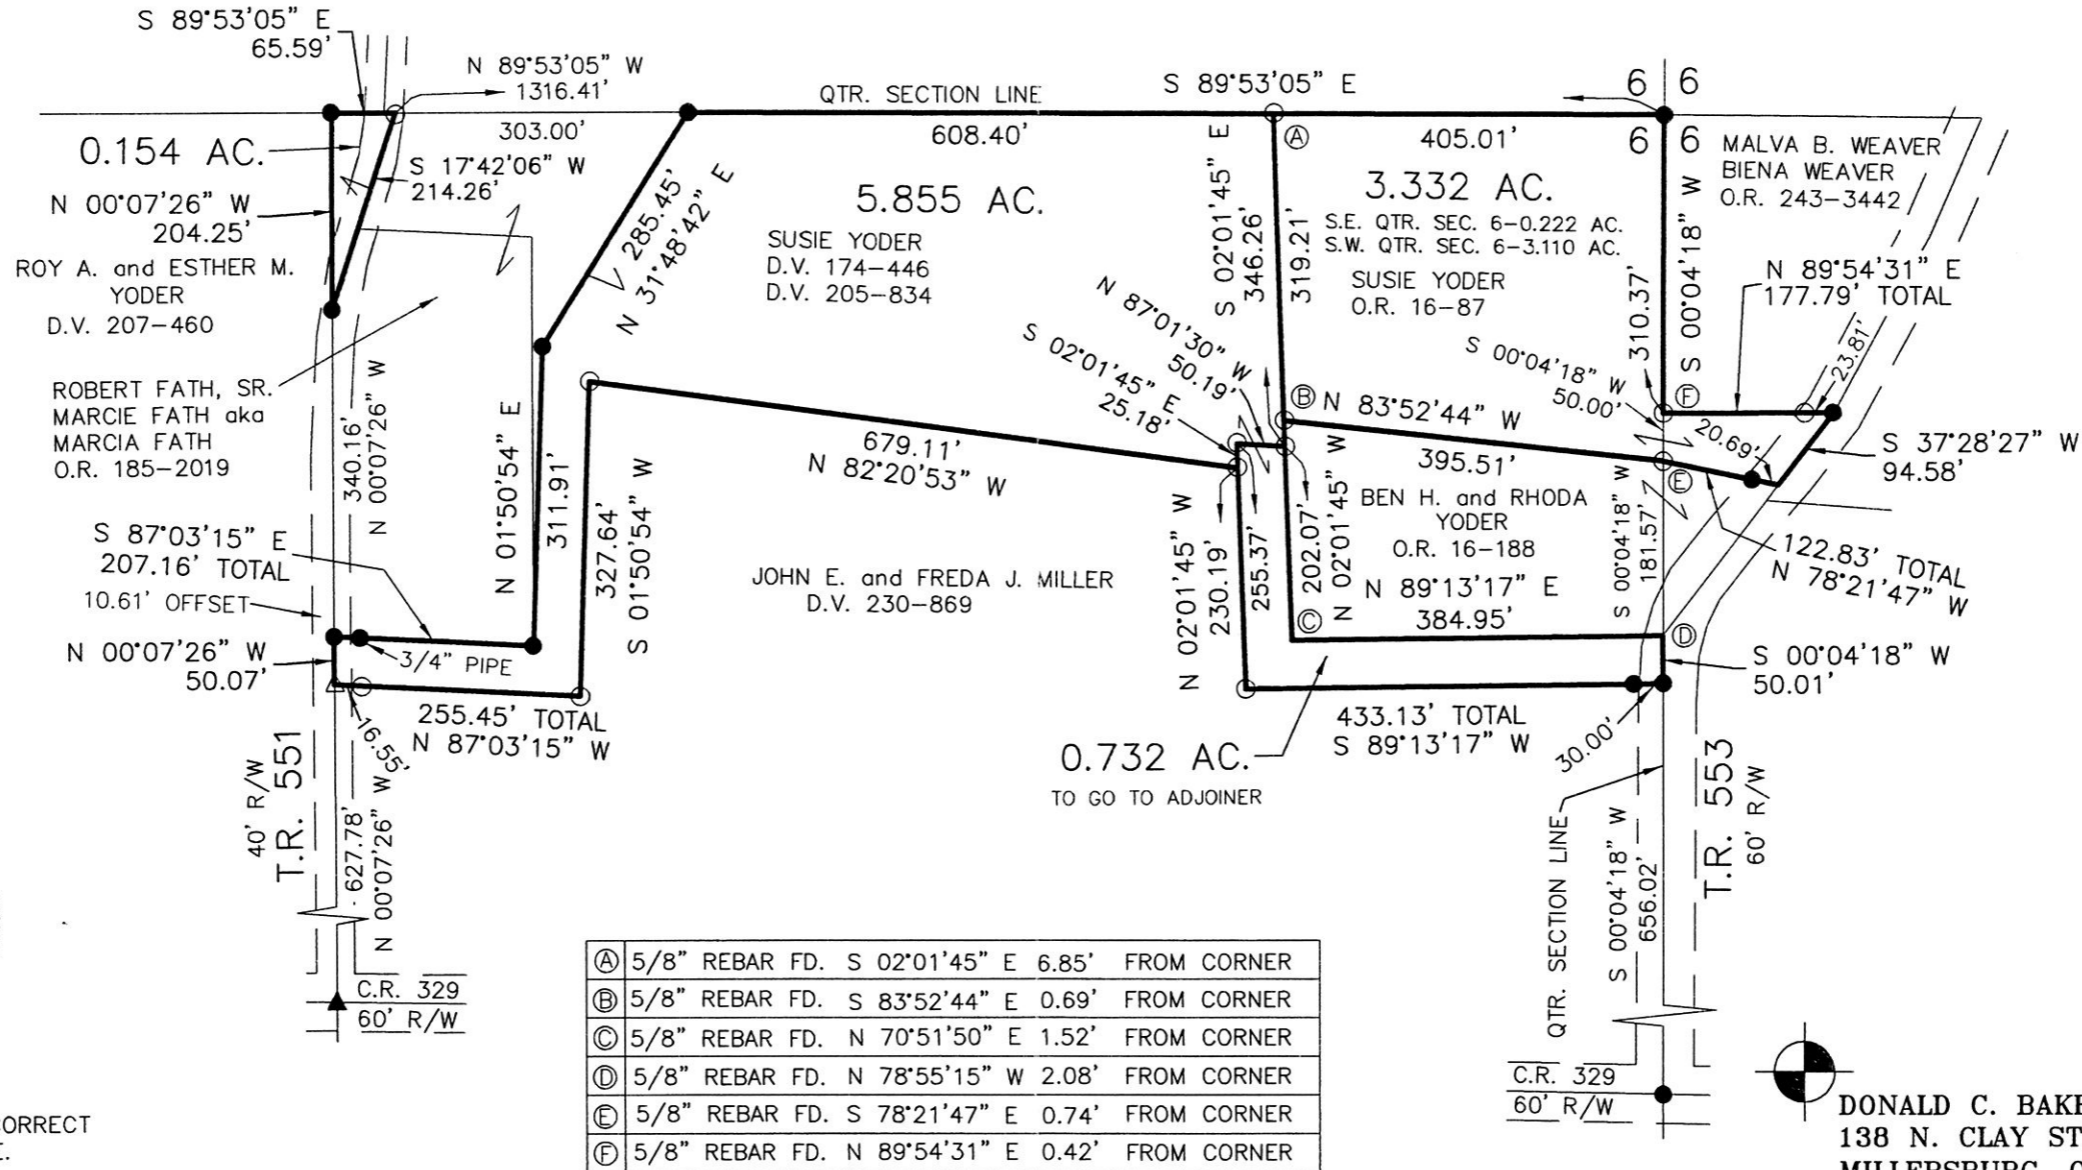 S 89°53'05" E
65.59'
N 89°53'05" W
1316.41'
303.00'
QTR. SECTION LINE
608.40'
S 89°53'05" E
405.01'
6 6
6 6
0.154 AC.
S 17°42'06" W
214.26'
N 00°07'26" W
204.25'
ROY A. and ESTHER M.
YODER
D.V. 207-460
ROBERT FATH, SR.
MARCIE FATH aka
MARCIA FATH
O.R. 185-2019
340.16'
N 00°07'26" W
285.45'
N 31°48'42" E
5.855 AC.
SUSIE YODER
D.V. 174-446
D.V. 205-834
S 02°01'45" E
346.26'
319.21'
Ⓐ
3.332 AC.
S.E. QTR. SEC. 6-0.222 AC.
S.W. QTR. SEC. 6-3.110 AC.
SUSIE YODER
O.R. 16-87
310.37'
S 00°04'18" W
MALVA B. WEAVER
BIENA WEAVER
O.R. 243-3442
N 89°54'31" E
177.79' TOTAL
23.81'
S 00°04'18" W
50.00'
Ⓕ
N 87°01'30" W
50.19'
S 02°01'45" E
25.18'
Ⓑ
N 83°52'44" W
395.51'
20.69'
S 37°28'27" W
94.58'
Ⓔ
122.83' TOTAL
N 78°21'47" W
N 01°50'54" E
311.91'
327.64'
S 01°50'54" W
679.11'
N 82°20'53" W
JOHN E. and FREDA J. MILLER
D.V. 230-869
N 02°01'45" W
230.19'
255.37'
202.07'
N 02°01'45" W
BEN H. and RHODA
YODER
O.R. 16-188
S 00°04'18" W
181.57'
N 89°13'17" E
384.95'
Ⓒ
Ⓓ
S 00°04'18" W
50.01'
S 87°03'15" E
207.16' TOTAL
10.61' OFFSET
N 00°07'26" W
50.07'
3/4" PIPE
255.45' TOTAL
N 87°03'15" W
16.55'
433.13' TOTAL
S 89°13'17" W
30.00'
0.732 AC.
TO GO TO ADJOINER
40' R/W
T.R. 551
627.78'
N 00°07'26" W
C.R. 329
60' R/W
QTR. SECTION LINE
S 00°04'18" W
656.02'
T.R. 553
60' R/W
C.R. 329
60' R/W
Ⓐ 5/8" REBAR FD. S 02°01'45" E 6.85' FROM CORNER
Ⓑ 5/8" REBAR FD. S 83°52'44" E 0.69' FROM CORNER
Ⓒ 5/8" REBAR FD. N 70°51'50" E 1.52' FROM CORNER
Ⓓ 5/8" REBAR FD. N 78°55'15" W 2.08' FROM CORNER
Ⓔ 5/8" REBAR FD. S 78°21'47" E 0.74' FROM CORNER
Ⓕ 5/8" REBAR FD. N 89°54'31" E 0.42' FROM CORNER
DONALD C.
138 N. CLAY